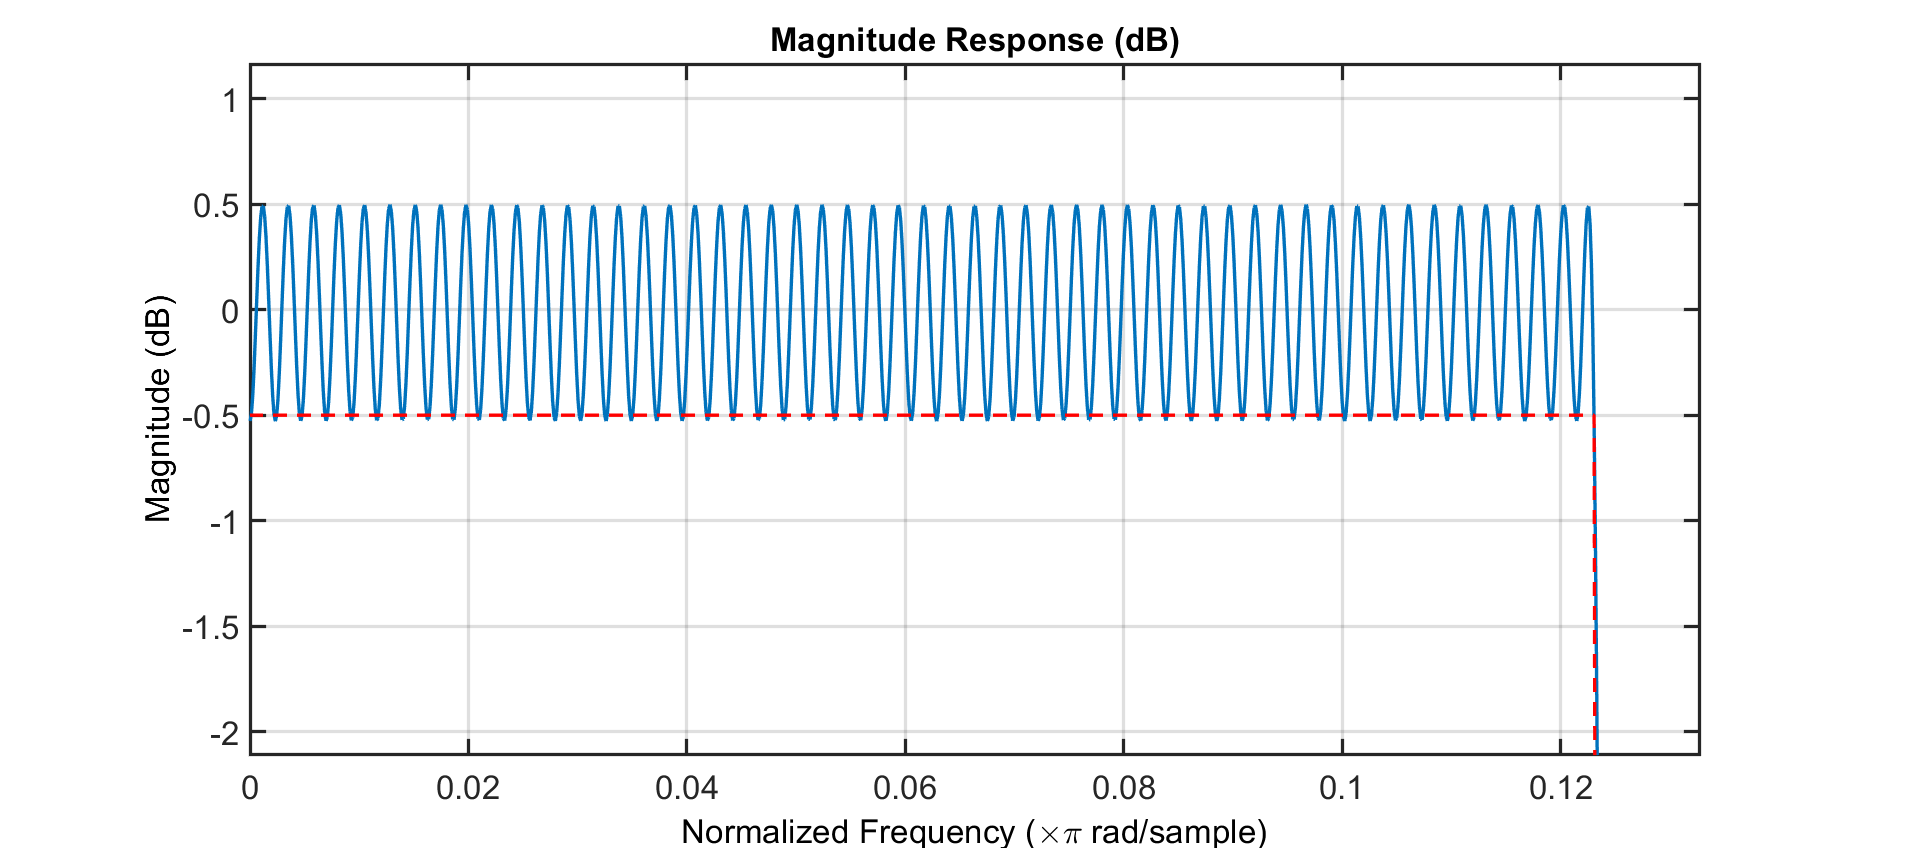 Magnitude Response (dB)
1
0.5
0
-0.5
-1
-1.5
-2
Magnitude (dB)
0 0.02 0.04 0.06 0.08 0.1 0.12
Normalized Frequency (×π rad/sample)